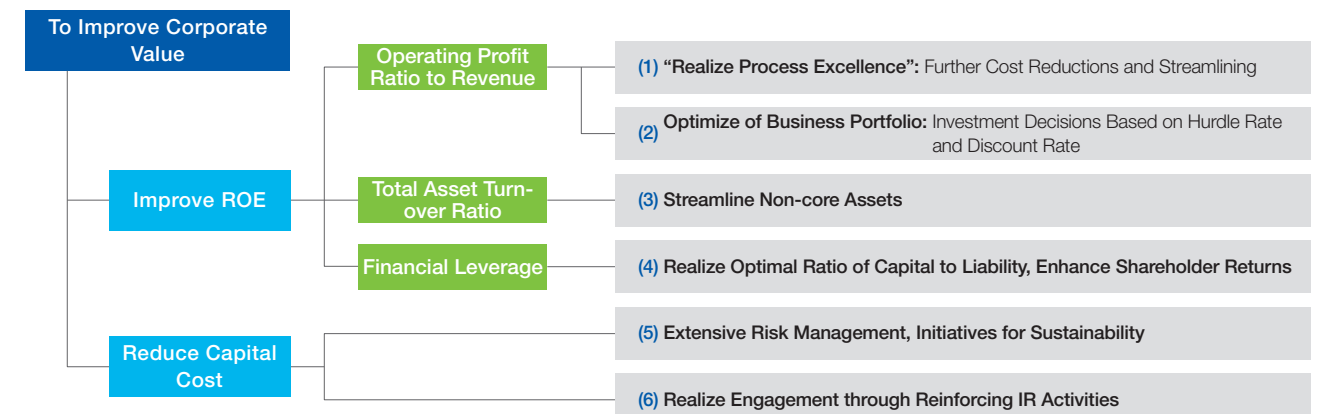 To Improve Corporate
Value
Operating Profit
Ratio to Revenue
(1) “Realize Process Excellence”: Further Cost Reductions and Streamlining
(2) Optimize of Business Portfolio: Investment Decisions Based on Hurdle Rate
and Discount Rate
Improve ROE
Total Asset Turn-
over Ratio
(3) Streamline Non-core Assets
Financial Leverage
(4) Realize Optimal Ratio of Capital to Liability, Enhance Shareholder Returns
Reduce Capital
Cost
(5) Extensive Risk Management, Initiatives for Sustainability
(6) Realize Engagement through Reinforcing IR Activities